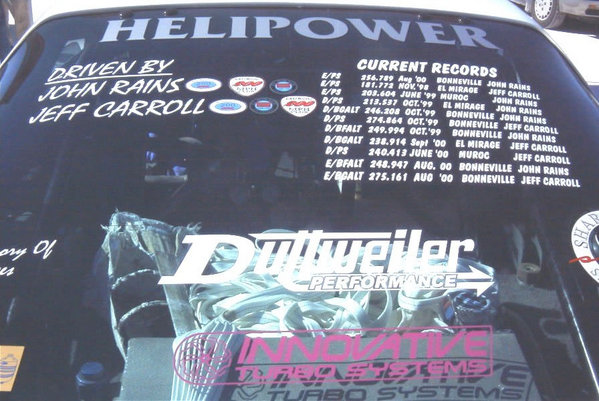 HELIPOWER
DRIVEN BY
JOHN RAINS
JEFF CARROLL
CURRENT RECORDS
E/PS 256.789 Aug '00 BONNEVILLE JOHN RAINS
E/PS 181.772 NOV.'98 EL MIRAGE JEFF CARROLL
E/PS 203.604 JUNE '99 MUROC JOHN RAINS
D/PS 213.537 OCT.'99 EL MIRAGE JOHN RAINS
D/BGALT 246.208 OCT.'99 BONNEVILLE JOHN RAINS
D/PS 274.864 OCT.'99 BONNEVILLE JEFF CARROLL
D/BFALT 249.994 OCT.'99 BONNEVILLE JOHN RAINS
D/BGALT 238.914 Sept '00 EL MIRAGE JEFF CARROLL
D/PS 240.413 JUNE '00 MUROC JEFF CARROLL
E/BFALT 248.947 AUG. 00 BONNEVILLE JOHN RAINS
E/BGALT 275.161 AUG '00 BONNEVILLE JEFF CARROLL
Of
Duttweiler
PERFORMANCE
INNOVATIVE
TURBO SYSTEMS
INNOVATIVE
TURBO SYSTEMS